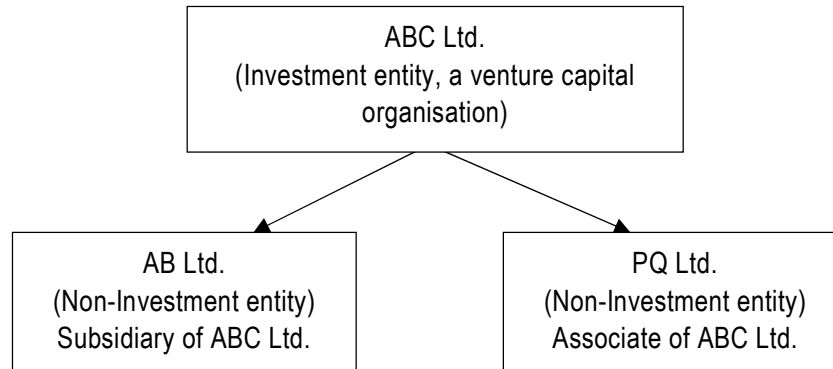 ABC Ltd.
(Investment entity, a venture capital
organisation)
AB Ltd.
(Non-Investment entity)
Subsidiary of ABC Ltd.
PQ Ltd.
(Non-Investment entity)
Associate of ABC Ltd.